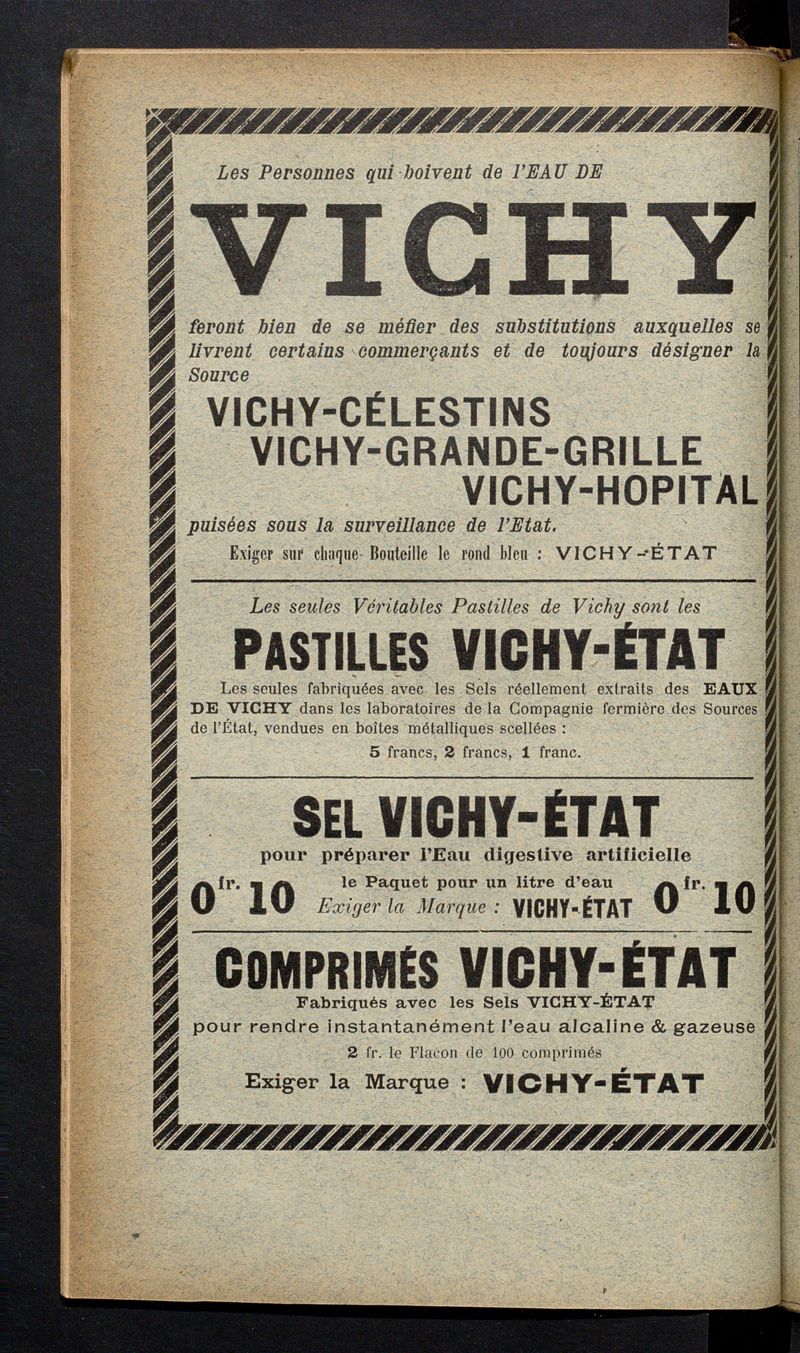 Les Personnes qui boivent de l'EAU DE
VICHY
feront bien de se méfier des substitutions auxquelles se
livrent certains commerçants et de toujours désigner la
Source
VICHY-CÉLESTINS
VICHY-GRANDE-GRILLE
VICHY-HOPITAL
puisées sous la surveillance de l'Etat.
Exiger sur chaque Bouteille le rond bleu : VICHY-ÉTAT
Les seules Véritables Pastilles de Vichy sont les
PASTILLES VICHY-ÉTAT
Les seules fabriquées avec les Sels réellement extraits des EAUX
DE VICHY dans les laboratoires de la Compagnie fermière des Sources
de l'État, vendues en boîtes métalliques scellées :
5 francs, 2 francs, 1 franc.
SEL VICHY-ÉTAT
pour préparer l'Eau digestive artificielle
0 fr. 10 le Paquet pour un litre d'eau 0 fr. 10
Exiger la Marque : VICHY-ÉTAT
COMPRIMÉS VICHY-ÉTAT
Fabriqués avec les Sels VICHY-ÉTAT
pour rendre instantanément l'eau alcaline & gazeuse
2 fr. le Flacon de 100 comprimés
Exiger la Marque : VICHY-ÉTAT